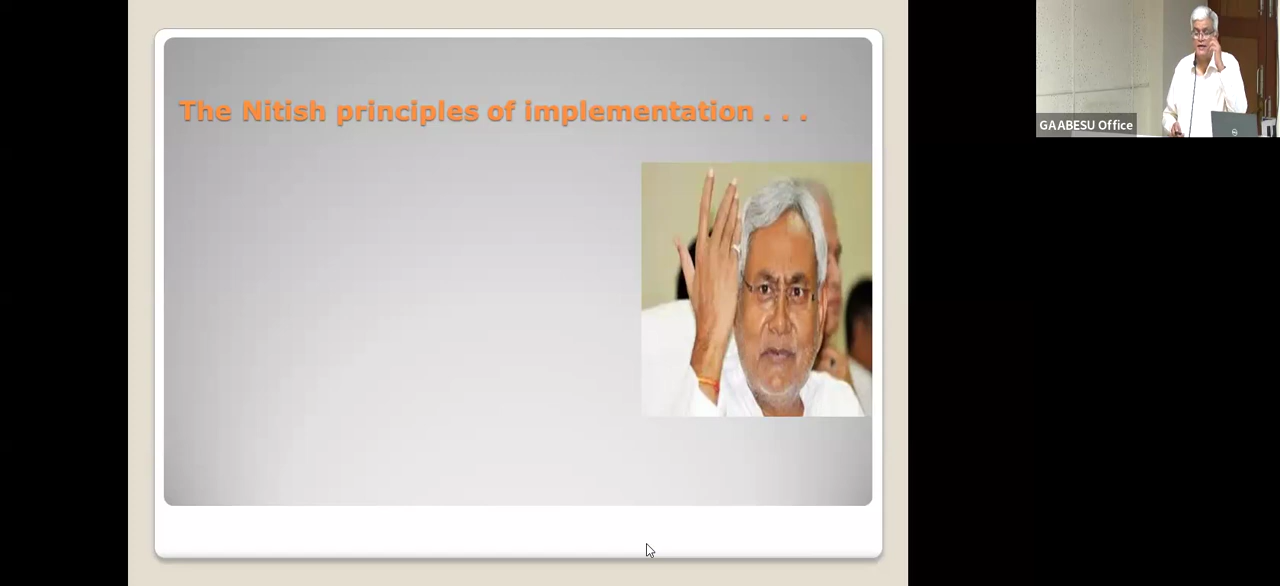 The Nitish principles of implementation . . .
GAABESU Office